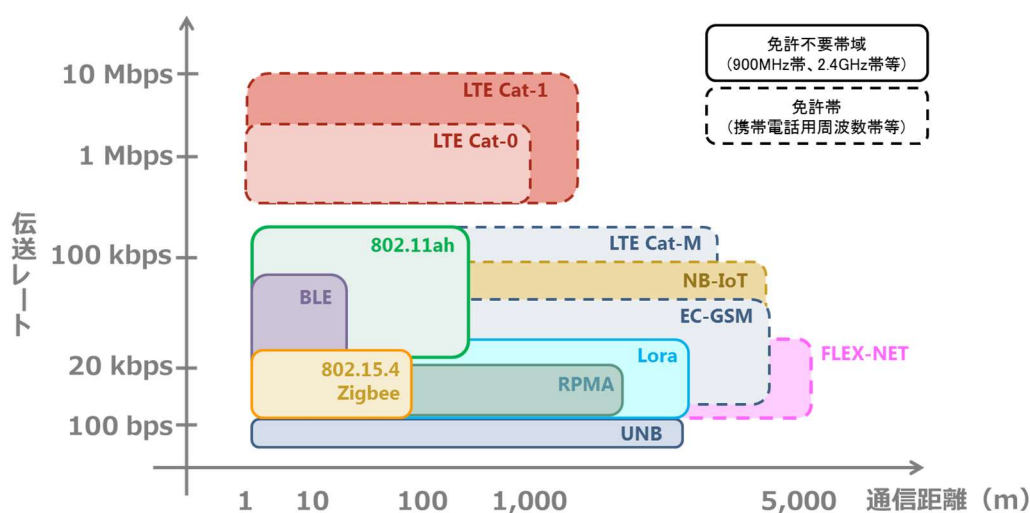 免許不要帯域
（900MHz帯、2.4GHz帯等）
免許帯
（携帯電話用周波数帯等）
伝送レート
10 Mbps
1 Mbps
100 kbps
20 kbps
100 bps
LTE Cat-1
LTE Cat-0
802.11ah
LTE Cat-M
BLE
NB-IoT
EC-GSM
802.15.4
Zigbee
Lora
FLEX-NET
RPMA
UNB
1 10 100 1,000 5,000 通信距離（m）